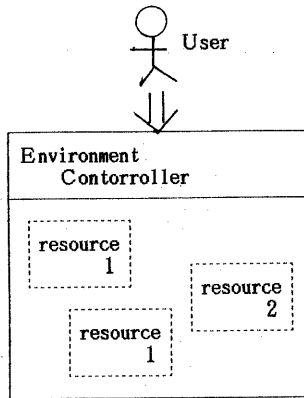 User
Environment
Contorroller
resource
1
resource
2
resource
1